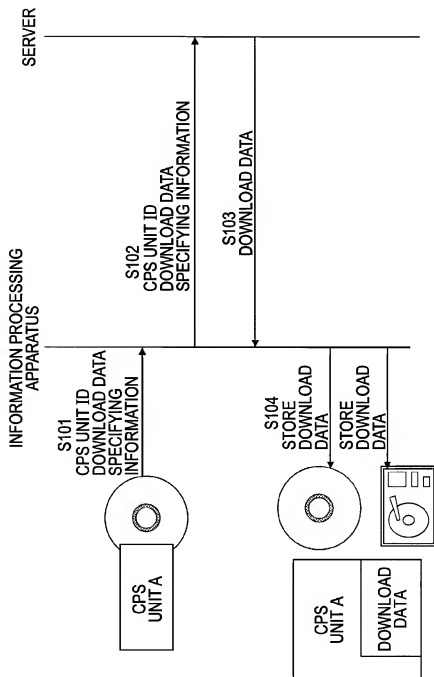 INFORMATION PROCESSING
APPARATUS
SERVER
S101
CPS UNIT ID
DOWNLOAD DATA
SPECIFYING
INFORMATION
S102
CPS UNIT ID
DOWNLOAD DATA
SPECIFYING INFORMATION
CPS
UNIT A
S103
DOWNLOAD DATA
S104
STORE
DOWNLOAD
DATA
STORE
DOWNLOAD
DATA
CPS
UNIT A
DOWNLOAD
DATA